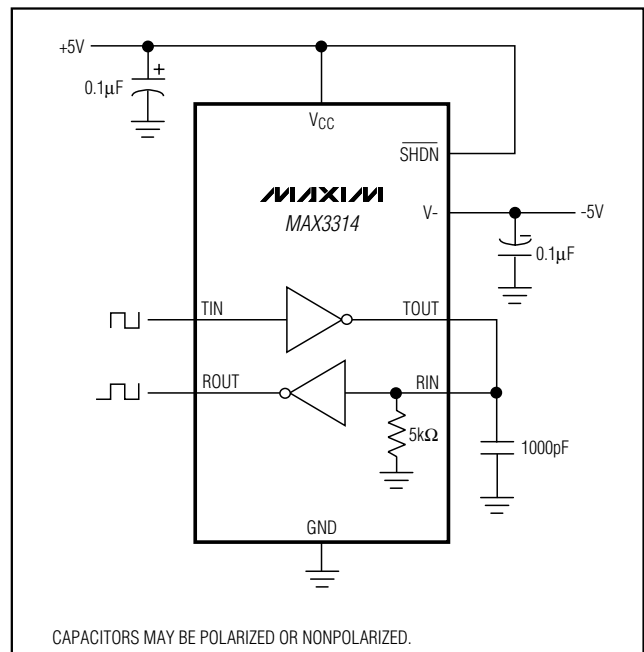 +5V
+
0.1µF
VCC
SHDN
MAXIM
MAX3314
V-
-5V
-
0.1µF
TIN
TOUT
ROUT
RIN
5kΩ
1000pF
GND
CAPACITORS MAY BE POLARIZED OR NONPOLARIZED.